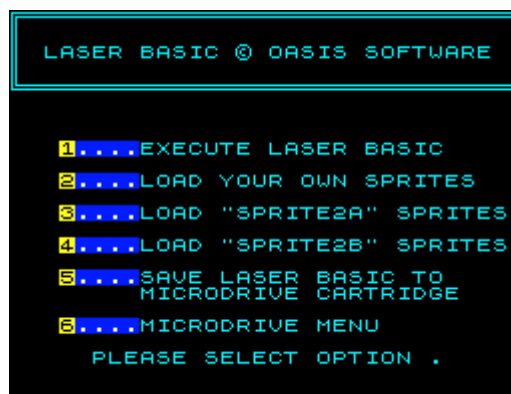 LASER BASIC © OASIS SOFTWARE
1....EXECUTE LASER BASIC
2....LOAD YOUR OWN SPRITES
3....LOAD "SPRITE2A" SPRITES
4....LOAD "SPRITE2B" SPRITES
5....SAVE LASER BASIC TO
MICRODRIVE CARTRIDGE
6....MICRODRIVE MENU
PLEASE SELECT OPTION .